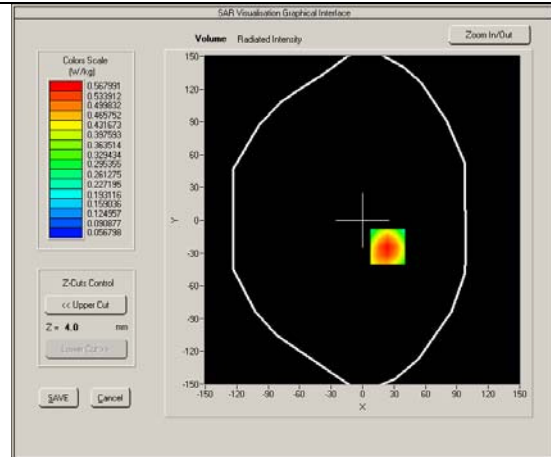 SAR Visualisation Graphical Interface
Volume Radiated Intensity
Zoom In/Out
Colors Scale
(W/kg)
0.567991
0.533912
0.499832
0.465752
0.431673
0.397593
0.363514
0.329434
0.295355
0.261275
0.227195
0.193116
0.159036
0.124957
0.090877
0.056798
Z-Cuts Control
<< Upper Cut
Z = 4.0 mm
SAVE
Cancel
150
120
90
60
30
0
-30
-60
-90
-120
-150
Y
-150 -120 -90 -60 -30 0 30 60 90 120 150
X